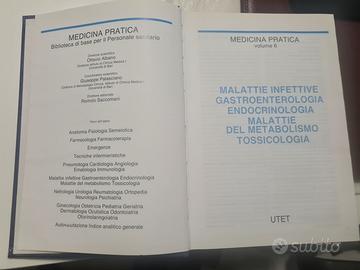 MEDICINA PRATICA
Biblioteca di base per il Personale sanitario
Direttore scientifico
Ottavio Albano
Coordinatore scientifico
Giuseppe Palasciano
Direttore editoriale
Romolo Saccomani
Anatomia Fisiologia Semeiotica
Farmacologia Farmacoterapia
Emergenze
Tecniche infermieristiche
Pneumologia Cardiologia Angiologia
Ematologia Immunologia
Malattie infettive Gastroenterologia Endocrinologia
Malattie del metabolismo Tossicologia
Nefrologia Urologia Reumatologia Ortopedia
Neurologia Psichiatria
Ginecologia Ostetricia Pediatria Geriatria
Dermatologia Oculistica Odontoiatria
Otorinolaringoiatria
Autovalutazione Indice analitico generale
MEDICINA PRATICA
volume 6
MALATTIE INFETTIVE
GASTROENTEROLOGIA
ENDOCRINOLOGIA
MALATTIE
DEL METABOLISMO
TOSSICOLOGIA
UTET
subito